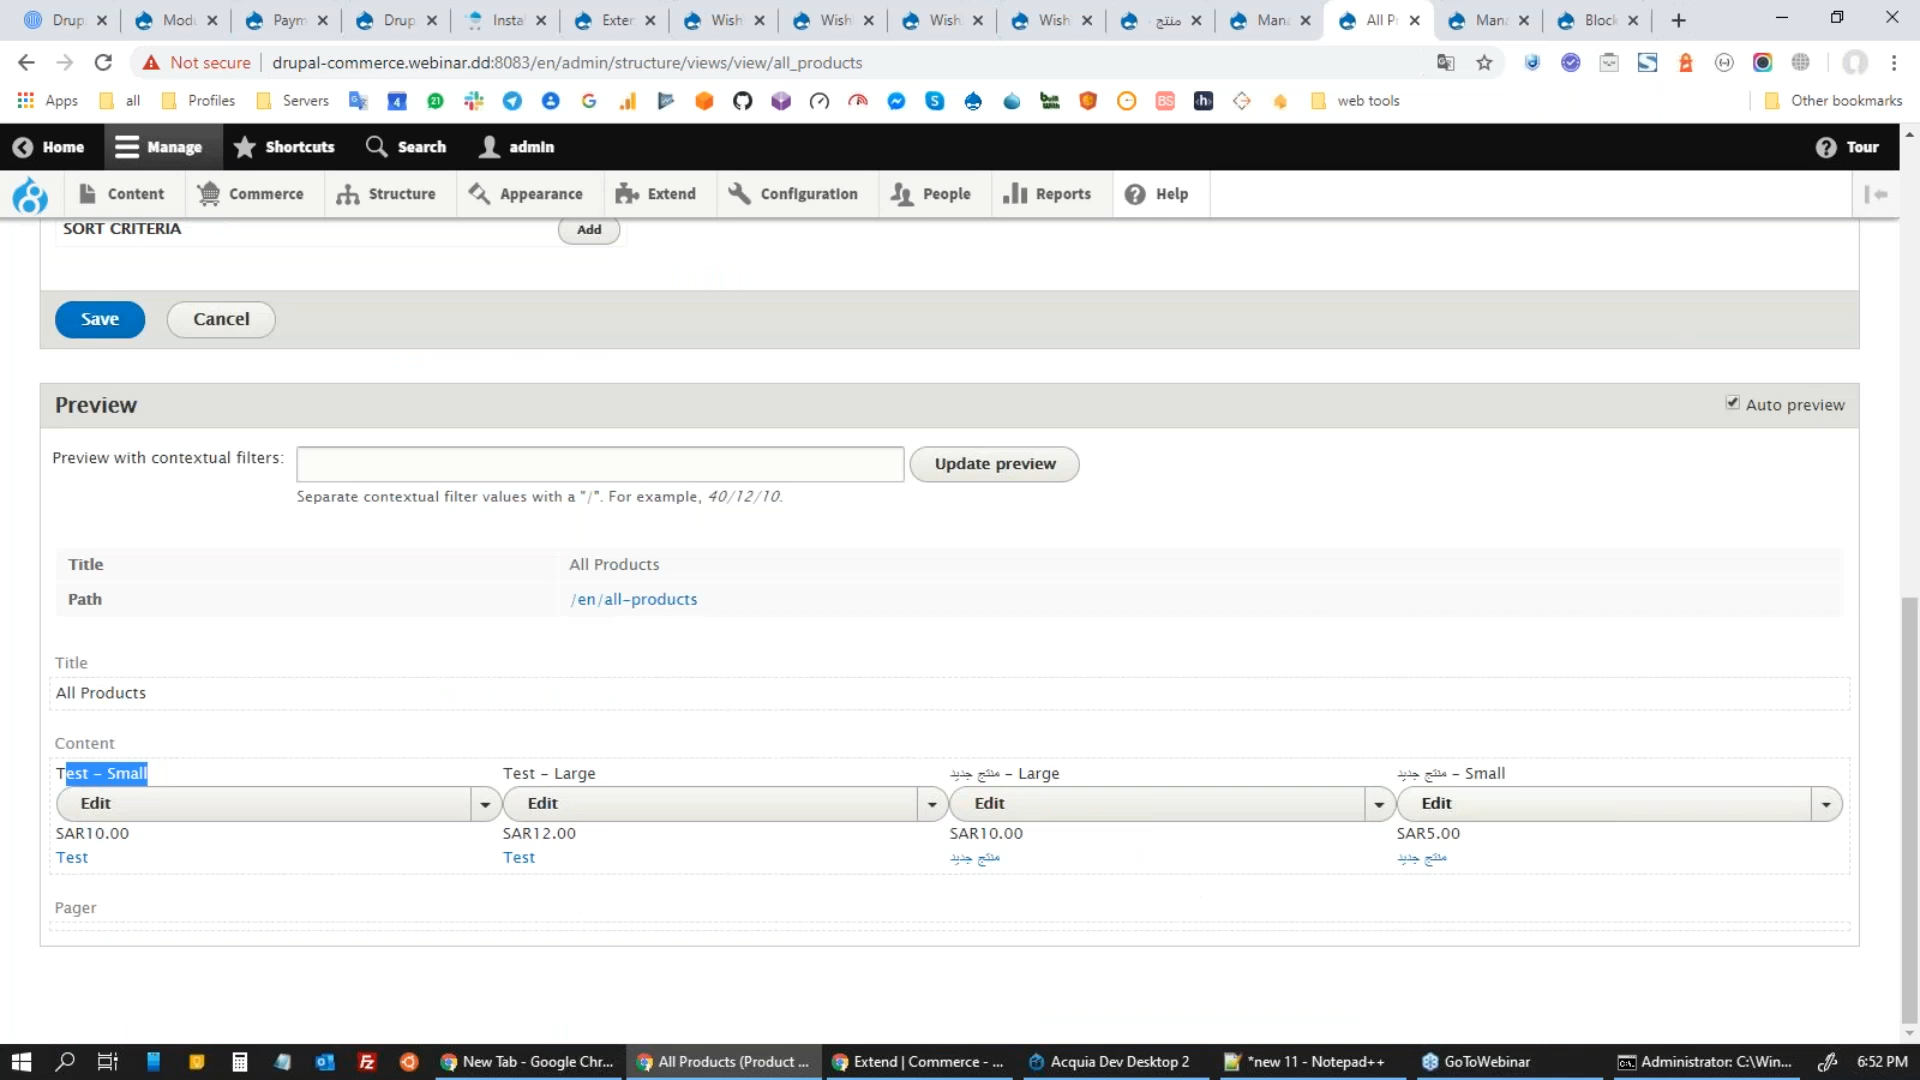 Drup
Modu
Paym
Drup
Instal
Exten
Wish
Wish
Wish
Wish
منتج
Mana
All Pr
Mana
Block
Not secure
drupal-commerce.webinar.dd:8083/en/admin/structure/views/view/all_products
Apps
all
Profiles
Servers
web tools
Other bookmarks
Home
Manage
Shortcuts
Search
admin
Tour
Content
Commerce
Structure
Appearance
Extend
Configuration
People
Reports
Help
SORT CRITERIA
Add
Save
Cancel
Preview
Auto preview
Preview with contextual filters:
Update preview
Separate contextual filter values with a "/". For example, 40/12/10.
Title All Products
Path /en/all-products
Title
All Products
Content
Test - Small
Test - Large
منتج جديد - Large
منتج جديد - Small
Edit
Edit
Edit
Edit
SAR10.00
SAR12.00
SAR10.00
SAR5.00
Test
Test
منتج جديد
منتج جديد
Pager
New Tab - Google Chr...
All Products (Product ...
Extend | Commerce - ...
Acquia Dev Desktop 2
*new 11 - Notepad++
GoToWebinar
Administrator: C:\Win...
6:52 PM